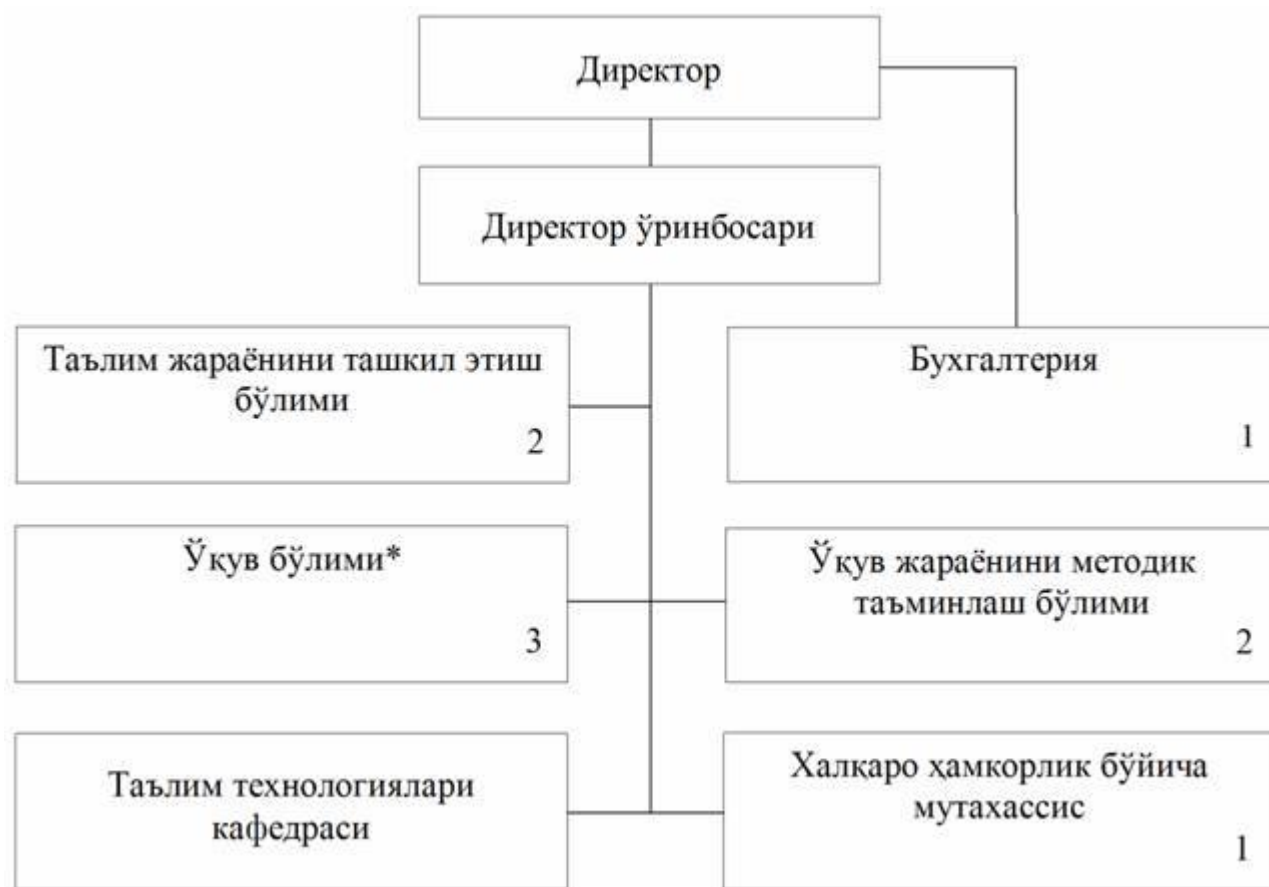 Директор
Директор ўринбосари
Таълим жараёнини ташкил этиш
бўлими
2
Бухгалтерия
1
Ўқув бўлими*
3
Ўқув жараёнини методик
таъминлаш бўлими
2
Таълим технологиялари
кафедраси
Халқаро ҳамкорлик бўйича
мутахассис
1